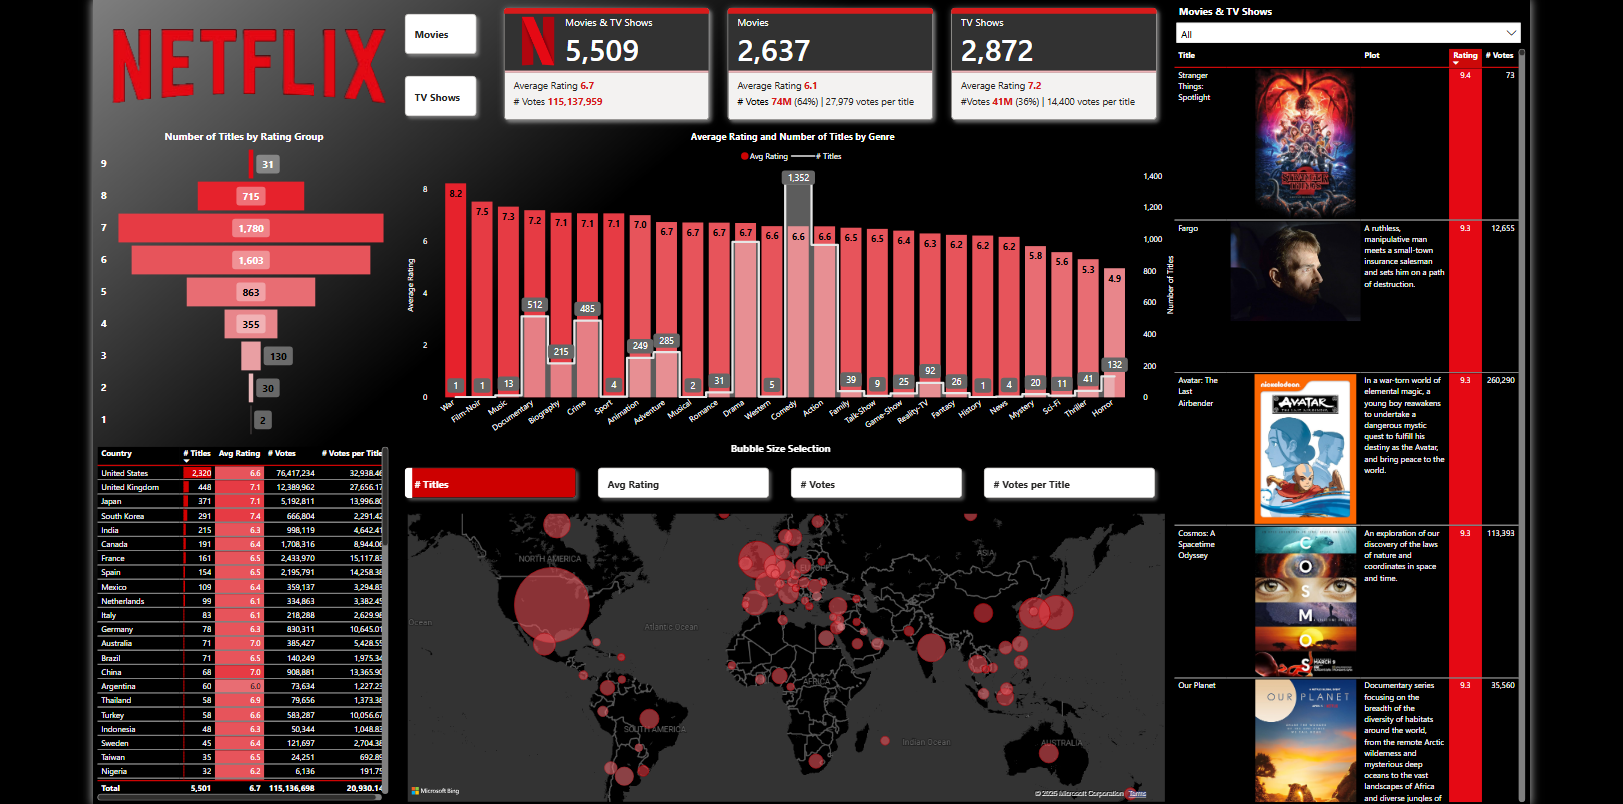 NETFLIX
Movies
TV Shows
Movies & TV Shows
5,509
Average Rating 6.7
# Votes 115,137,959
Movies
2,637
Average Rating 6.1
# Votes 74M (64%) | 27,979 votes per title
TV Shows
2,872
Average Rating 7.2
#Votes 41M (36%) | 14,400 votes per title
Number of Titles by Rating Group
9 31
8 715
7 1,780
6 1,603
5 863
4 355
3 130
2 30
1 2
Average Rating and Number of Titles by Genre
Avg Rating # Titles
Average Rating
8
6
4
2
0
8.2 7.5 7.3 7.2 7.1 7.1 7.1 7.0 6.7 6.7 6.7 6.7 6.6 6.6 6.6 6.5 6.5 6.4 6.3 6.2 6.2 6.2 5.8 5.6 5.3 4.9
1 1 13 512 215 485 4 249 285 2 31 5 1,352 39 9 25 92 26 1 4 20 11 41 132
War Film-Noir Music Documentary Biography Crime Sport Animation Adventure Musical Romance Drama Western Comedy Action Family Talk-Show Game-Show Reality-TV Fantasy History News Mystery Sci-Fi Thriller Horror
1,400
1,200
1,000
800
600
400
200
0
Number of Titles
Country # Titles Avg Rating # Votes # Votes per Title
United States 2,320 6.6 76,417,234 32,938.46
United Kingdom 448 7.1 12,389,962 27,656.17
Japan 371 7.1 5,192,811 13,996.80
South Korea 291 7.4 666,804 2,291.42
India 215 6.3 998,119 4,642.41
Canada 191 6.4 1,708,316 8,944.06
France 161 6.5 2,433,970 15,117.83
Spain 154 6.5 2,195,791 14,258.38
Mexico 109 6.4 359,137 3,294.83
Netherlands 99 6.1 334,863 3,382.45
Italy 83 6.1 218,288 2,629.98
Germany 78 6.3 830,311 10,645.01
Australia 71 7.0 385,427 5,428.55
Brazil 71 6.5 140,249 1,975.34
China 68 7.0 908,881 13,365.90
Argentina 60 6.0 73,634 1,227.23
Thailand 58 6.9 79,656 1,373.38
Turkey 58 6.6 583,287 10,056.67
Indonesia 48 6.3 50,344 1,048.83
Sweden 45 6.4 121,697 2,704.38
Taiwan 35 6.5 24,251 692.89
Nigeria 32 6.2 6,136 191.75
Total 5,501 6.7 115,136,698 20,930.14
Bubble Size Selection
# Titles
Avg Rating
# Votes
# Votes per Title
NORTH AMERICA
EUROPE
ASIA
Ocean
Atlantic Ocean
AFRICA
SOUTH AMERICA
Indian Ocean
AUSTRALIA
Microsoft Bing
© 2025 Microsoft Corporation Terms
Movies & TV Shows
All
Title Plot Rating # Votes
Stranger
Things:
Spotlight
STRANGER
THINGS
9.4 73
Fargo
A ruthless,
manipulative man
meets a small-town
insurance salesman
and sets him on a path
of destruction.
9.3 12,655
Avatar: The
Last
Airbender
nickelodeon
AVATAR
In a war-torn world of
elemental magic, a
young boy reawakens
to undertake a
dangerous mystic
quest to fulfill his
destiny as the Avatar,
and bring peace to the
world.
9.3 260,290
Cosmos: A
Spacetime
Odyssey
COSMOS
MARCH 9
An exploration of our
discovery of the laws
of nature and
coordinates in space
and time.
9.3 113,393
Our Planet
OUR PLANET
Documentary series
focusing on the
breadth of the
diversity of habitats
around the world,
from the remote Arctic
wilderness and
mysterious deep
oceans to the vast
landscapes of Africa
and diverse jungles of
9.3 35,560